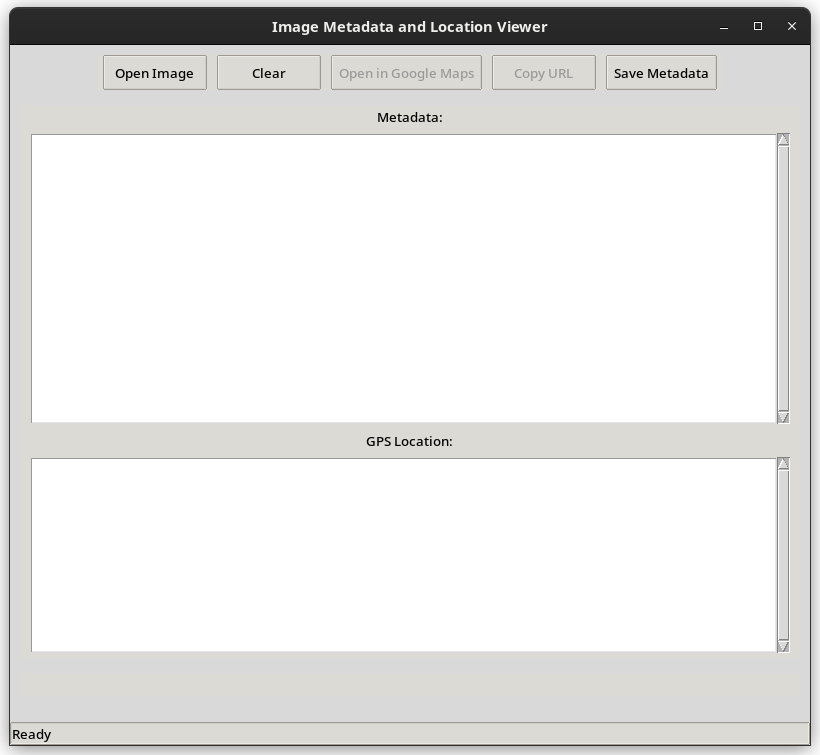 Image Metadata and Location Viewer
Open Image Clear Open in Google Maps Copy URL Save Metadata
Metadata:
GPS Location:
Ready